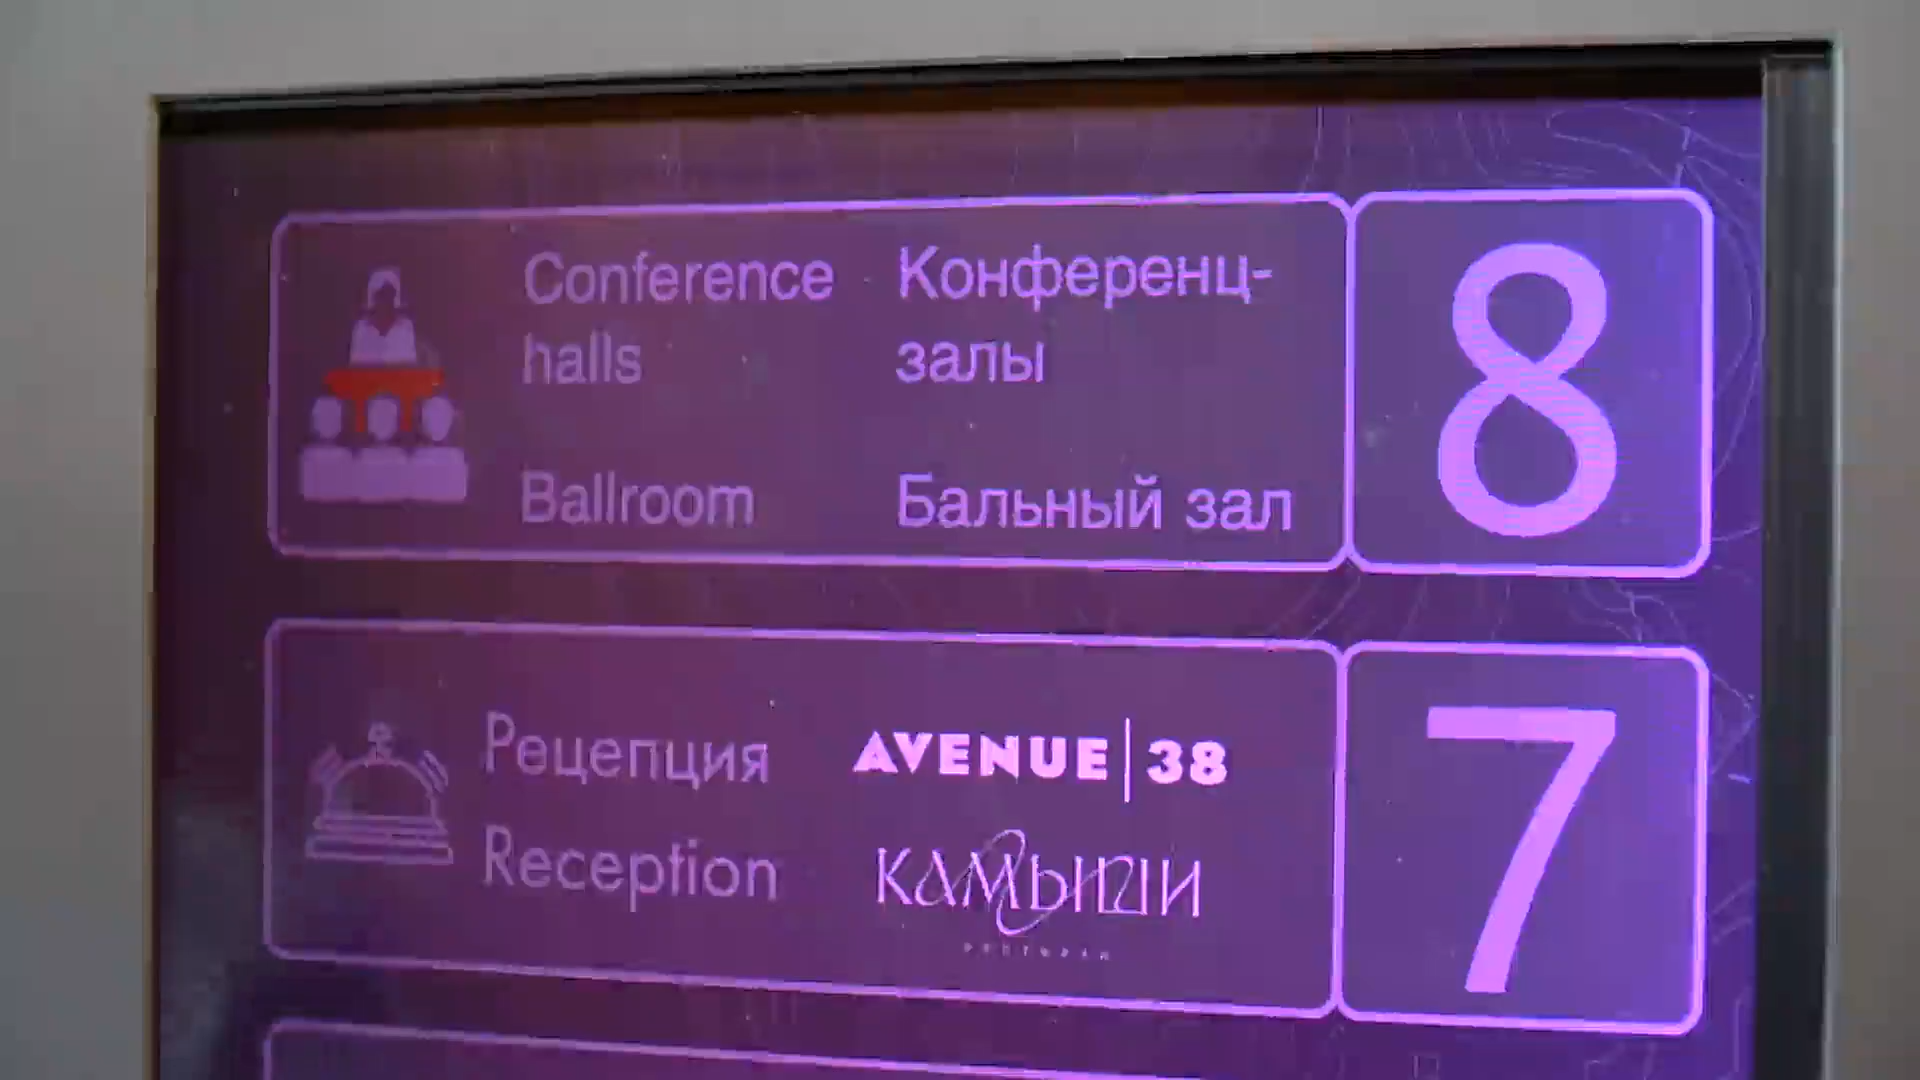 Conference
halls
Конференц-
залы
Ballroom
Бальный зал
8
Рецепция
Reception
AVENUE|38
КАМЫШИ
7